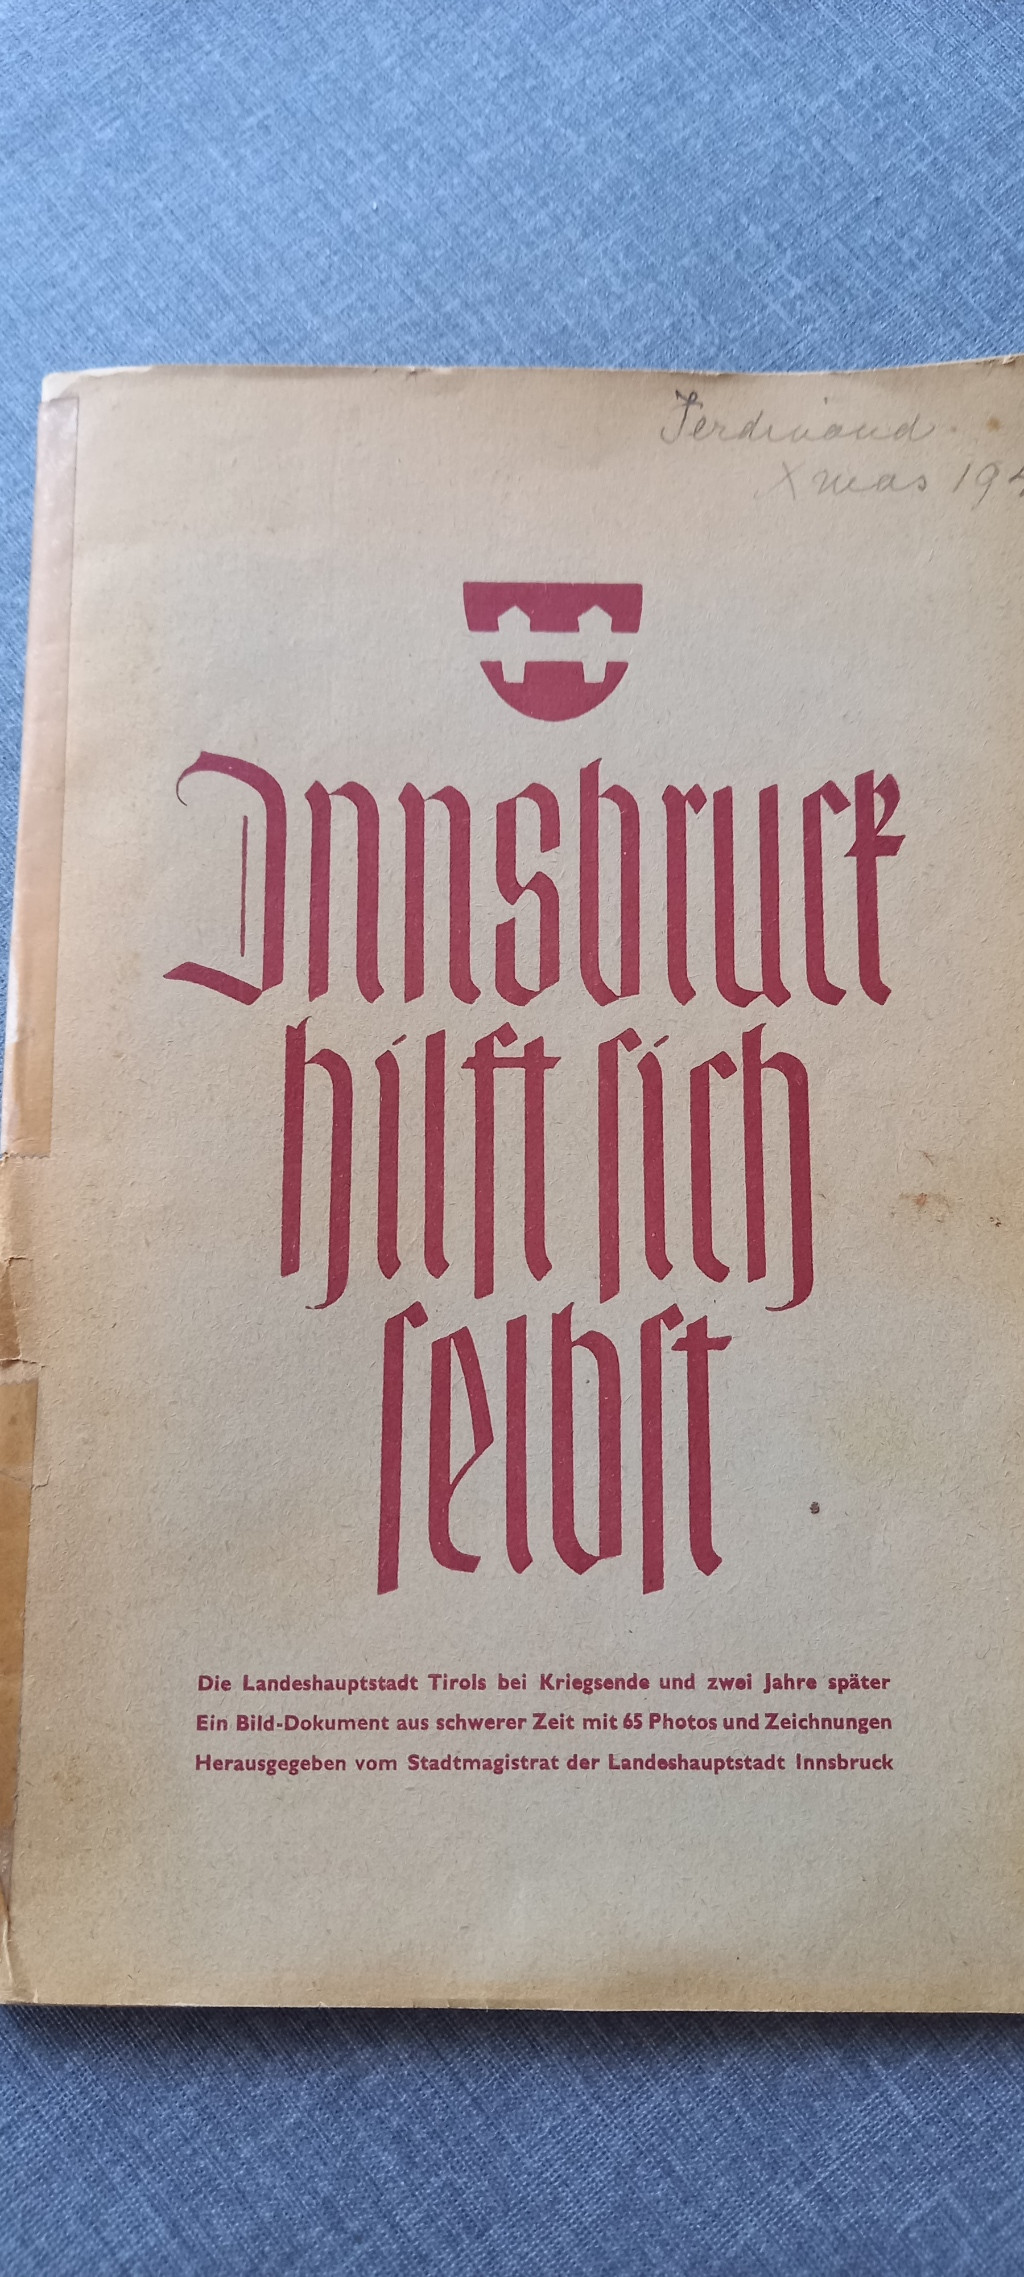 Ferdinand.
Xmas 194
Innsbruck
hilft sich
selbst
Die Landeshauptstadt Tirols bei Kriegsende und zwei Jahre später
Ein Bild-Dokument aus schwerer Zeit mit 65 Photos und Zeichnungen
Herausgegeben vom Stadtmagistrat der Landeshauptstadt Innsbruck